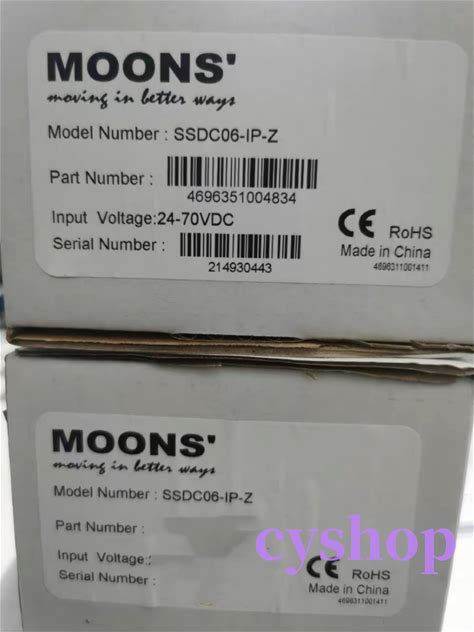 MOONS'
moving in better ways
Model Number : SSDC06-IP-Z
Part Number :
4696351004834
Input Voltage:24-70VDC
Serial Number :
214930443
CE RoHS
Made in China
4696311001411
MOONS'
moving in better ways
Model Number : SSDC06-IP-Z
Part Number :
Input Voltage:
Serial Number :
cyshop
CE RoHS
Made in China
4696311001411